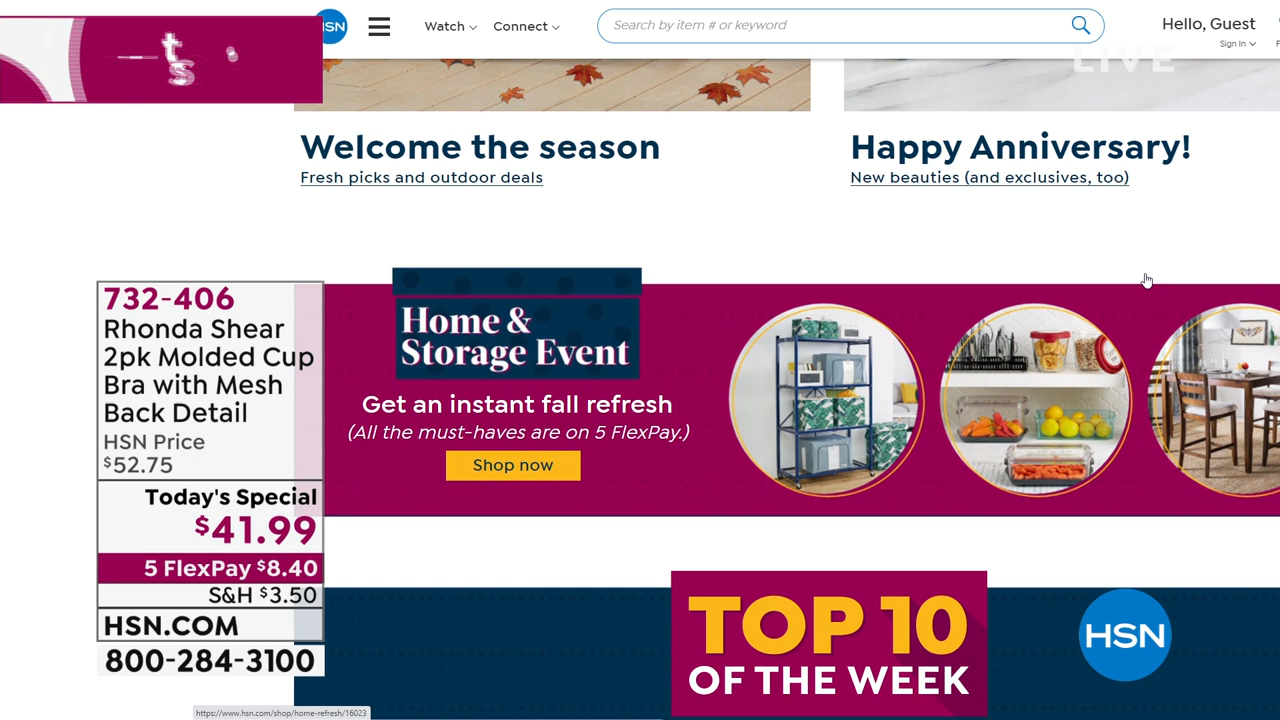 HSN
Watch
Connect
Search by item # or keyword
Hello, Guest
Sign In
LIVE
Welcome the season
Fresh picks and outdoor deals
Happy Anniversary!
New beauties (and exclusives, too)
732-406
Rhonda Shear
2pk Molded Cup
Bra with Mesh
Back Detail
HSN Price
$52.75
Today's Special
$41.99
5 FlexPay $8.40
S&H $3.50
HSN.COM
800-284-3100
Home &
Storage Event
Get an instant fall refresh
(All the must-haves are on 5 FlexPay.)
Shop now
TOP 10
OF THE WEEK
HSN
https://www.hsn.com/shop/home-refresh/16023